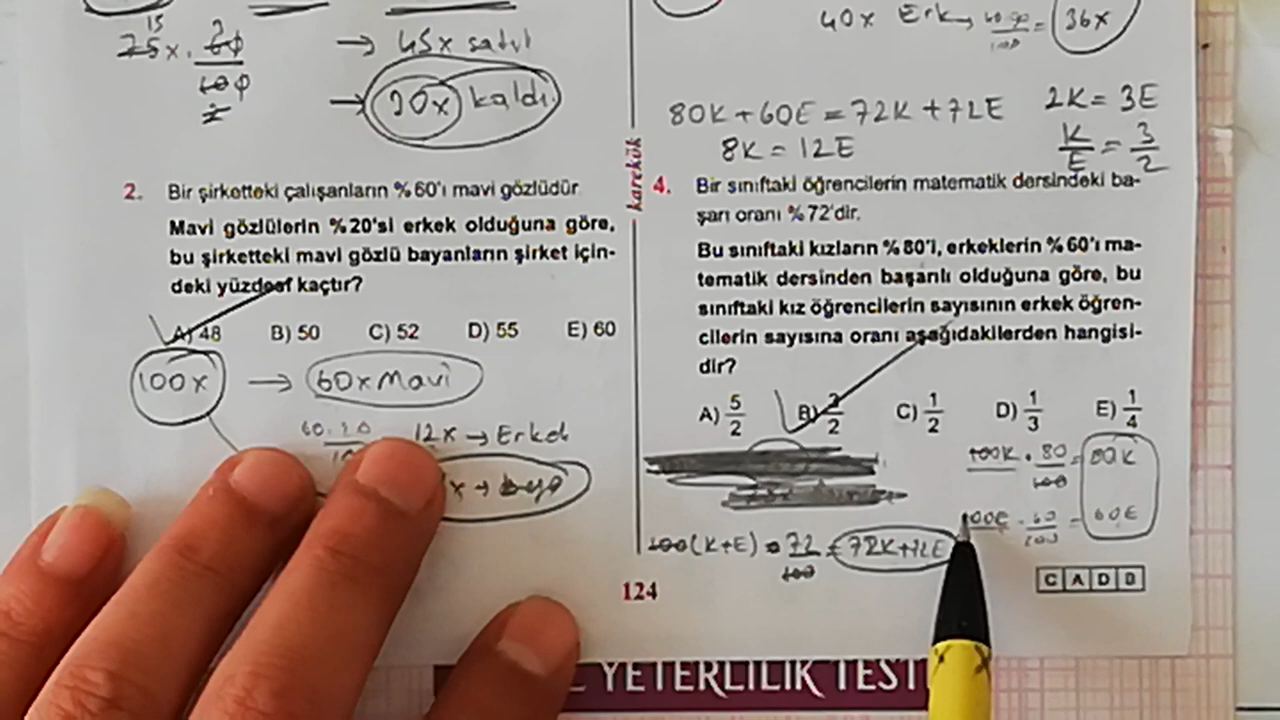 15
25x . 20
100
2
→ 45x satıl
→ 30x kaldı.
2. Bir şirketteki çalışanların %60'ı mavi gözlüdür.
Mavi gözlülerin %20'si erkek olduğuna göre,
bu şirketteki mavi gözlü bayanların şirket için-
deki yüzdesi kaçtır?
A) 48 B) 50 C) 52 D) 55 E) 60
100x → 60x Mavi
12x → Erkek
karekök
40x Erk → = 36x
80K + 60E = 72K + 72E
8K = 12E
2K = 3E
K/E = 3/2
4. Bir sınıftaki öğrencilerin matematik dersindeki ba-
şarı oranı %72'dir.
Bu sınıftaki kızların %80'i, erkeklerin %60'ı ma-
tematik dersinden başarılı olduğuna göre, bu
sınıftaki kız öğrencilerin sayısının erkek öğren-
cilerin sayısına oranı aşağıdakilerden hangisi-
dir?
A) 5/2 B) 3/2 C) 1/2 D) 1/3 E) 1/4
100K . 80/100 = 80K
100E . 60/100 = 60E
100(K+E) . 72/100 = 72K+72E
C A D B
124
YETERLİLİK TEST